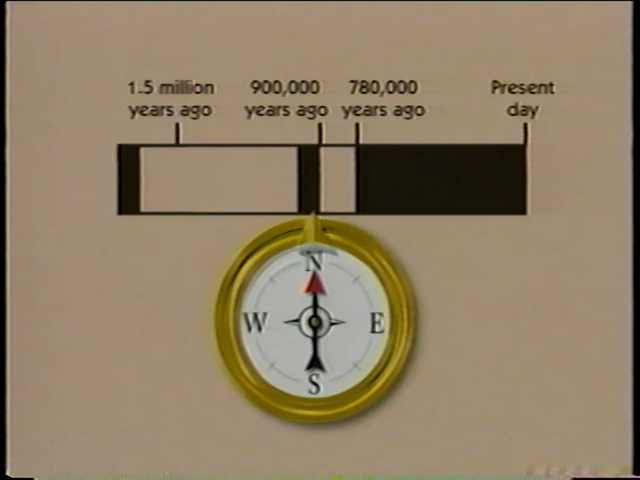 1.5 million
years ago
900,000
years ago
780,000
years ago
Present
day
N
W
E
S